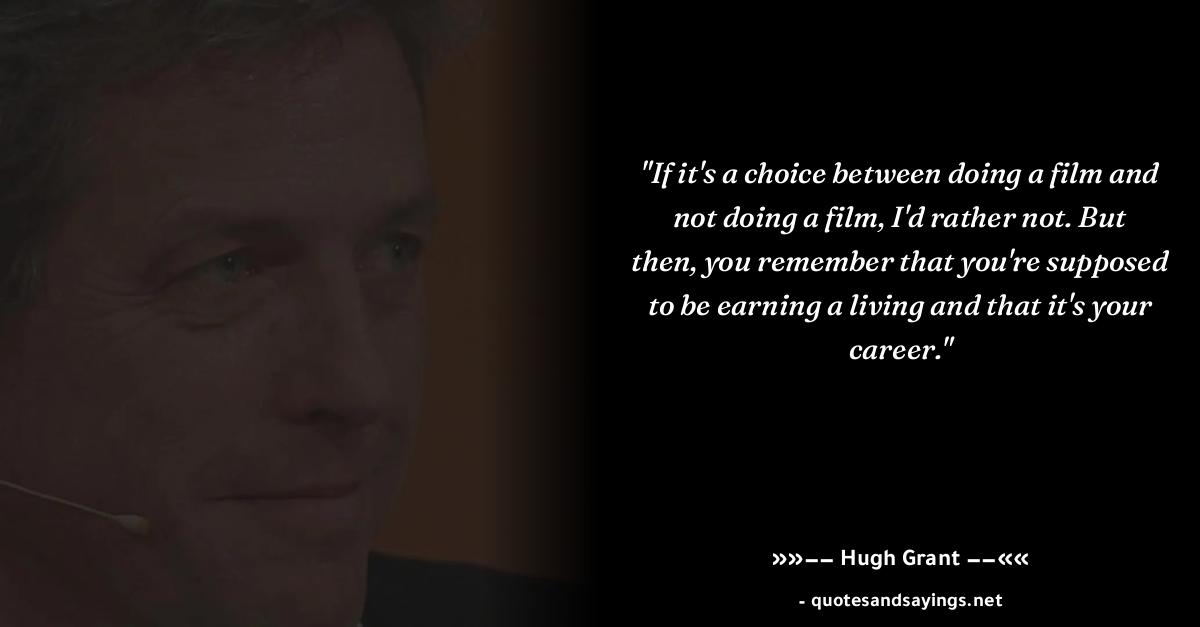 "If it's a choice between doing a film and
not doing a film, I'd rather not. But
then, you remember that you're supposed
to be earning a living and that it's your
career."
»»−− Hugh Grant −−««
- quotesandsayings.net